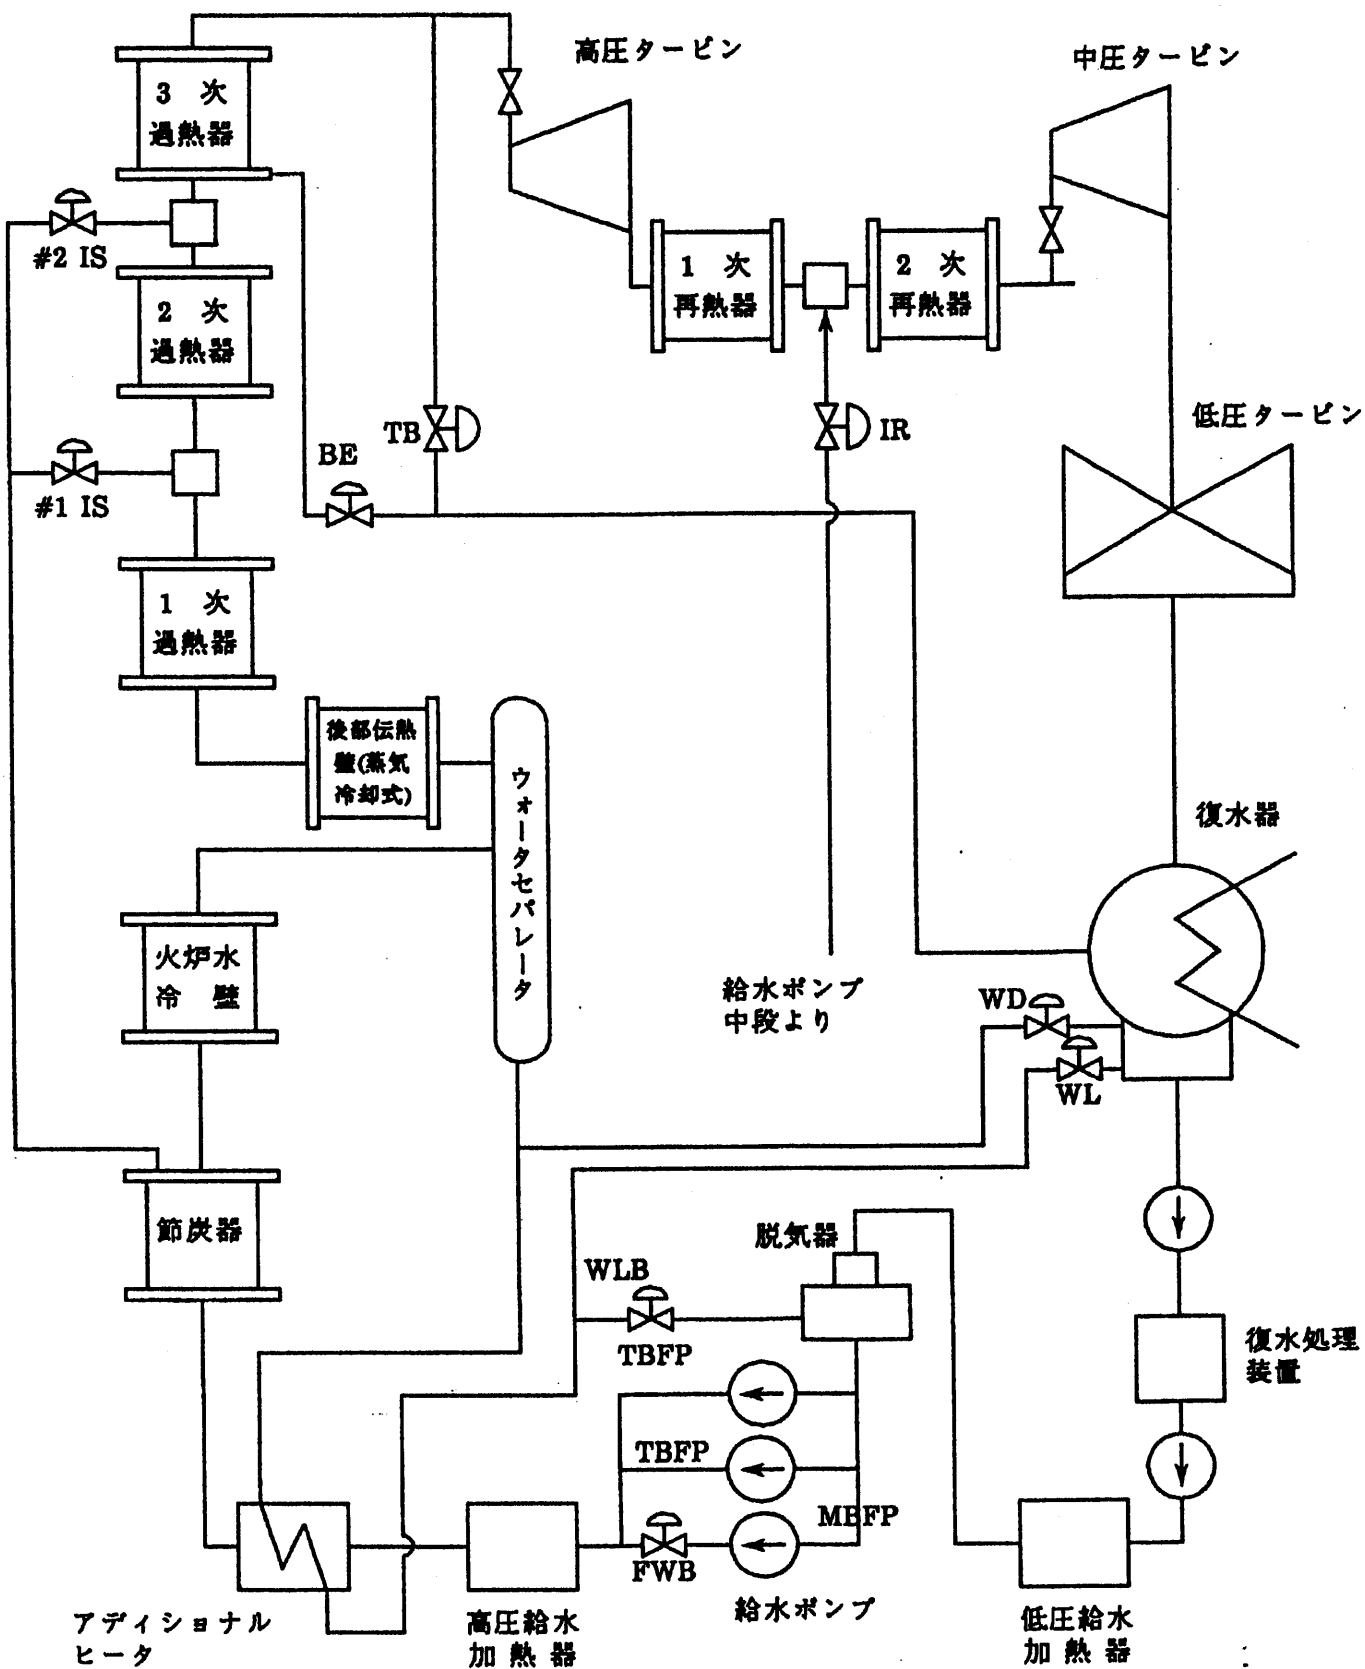 高圧タービン
中圧タービン
3 次
過熱器
#2 IS
2 次
過熱器
1 次
再熱器
2 次
再熱器
低圧タービン
TB
IR
BE
#1 IS
1 次
過熱器
後部伝熱
壁(蒸気
冷却式)
ウォータセパレータ
復水器
火炉水
冷 壁
給水ポンプ
中段より
WD
WL
節炭器
脱気器
WLB
TBFP
復水処理
装置
TBFP
MBFP
FWB
給水ポンプ
アディショナル
ヒータ
高圧給水
加 熱 器
低圧給水
加 熱 器